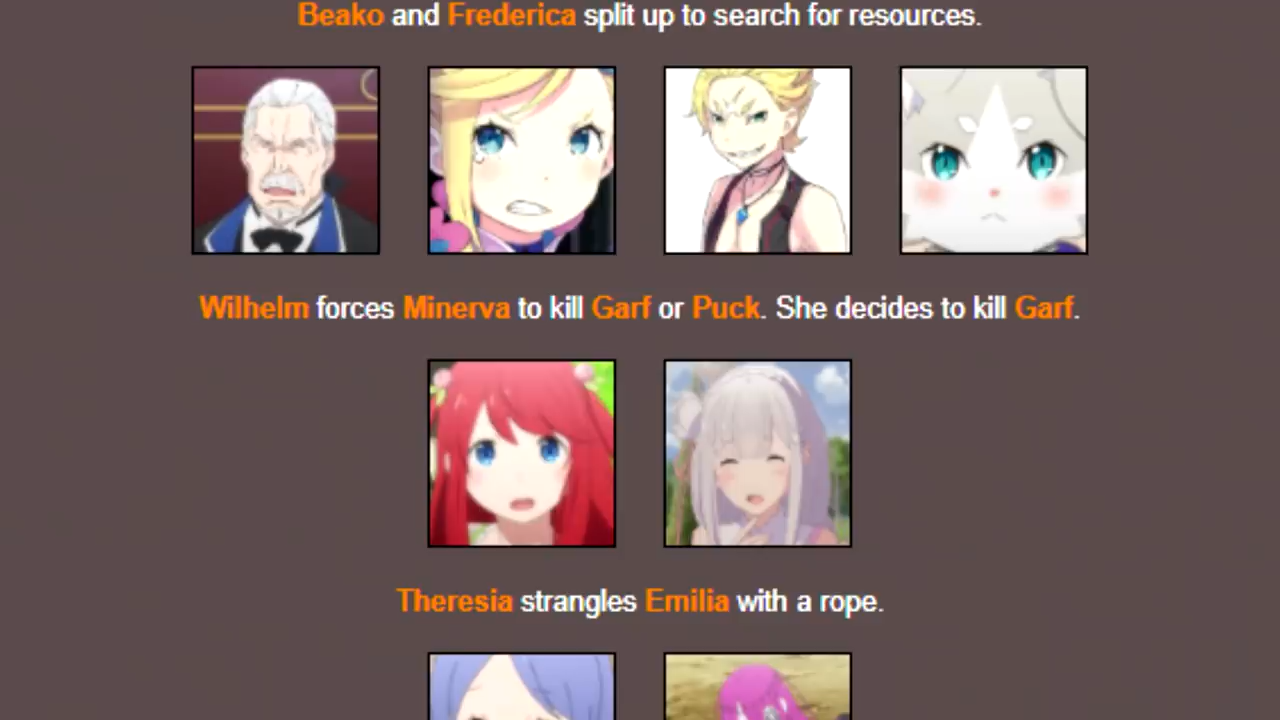 Beako and Frederica split up to search for resources.
Wilhelm forces Minerva to kill Garf or Puck. She decides to kill Garf.
Theresia strangles Emilia with a rope.